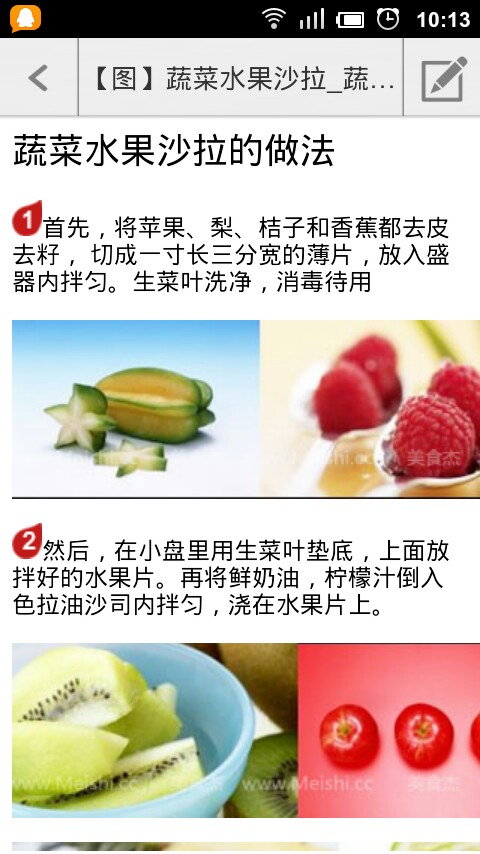 10:13
【图】蔬菜水果沙拉_蔬...
蔬菜水果沙拉的做法
1 首先，将苹果、梨、桔子和香蕉都去皮
去籽， 切成一寸长三分宽的薄片，放入盛
器内拌匀。生菜叶洗净，消毒待用
www.Meishi.cc 美食杰
2 然后，在小盘里用生菜叶垫底，上面放
拌好的水果片。再将鲜奶油，柠檬汁倒入
色拉油沙司内拌匀，浇在水果片上。
www.Meishi.cc www.Meishi.cc 美食杰